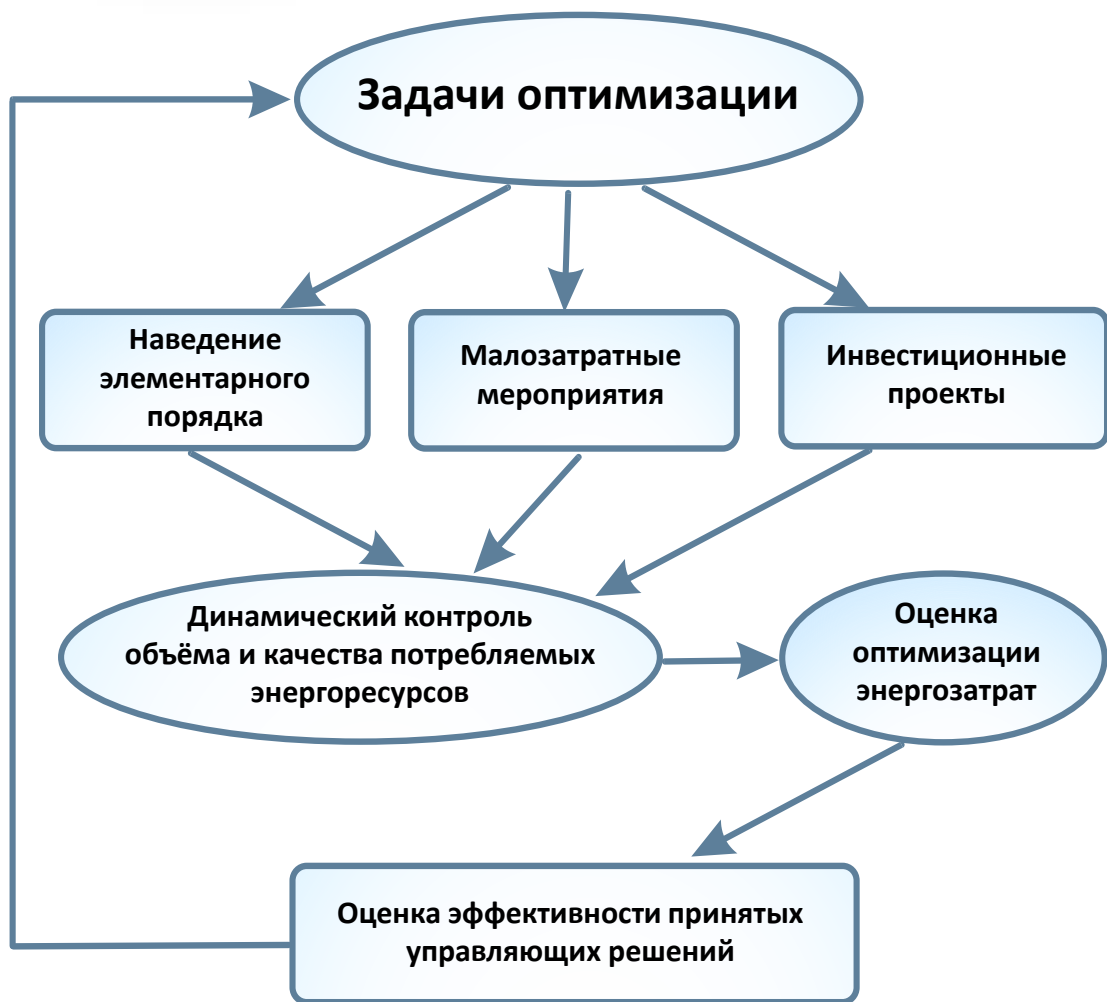 Задачи оптимизации
Наведение
элементарного
порядка
Малозатратные
мероприятия
Инвестиционные
проекты
Динамический контроль
объёма и качества потребляемых
энергоресурсов
Оценка
оптимизации
энергозатрат
Оценка эффективности принятых
управляющих решений